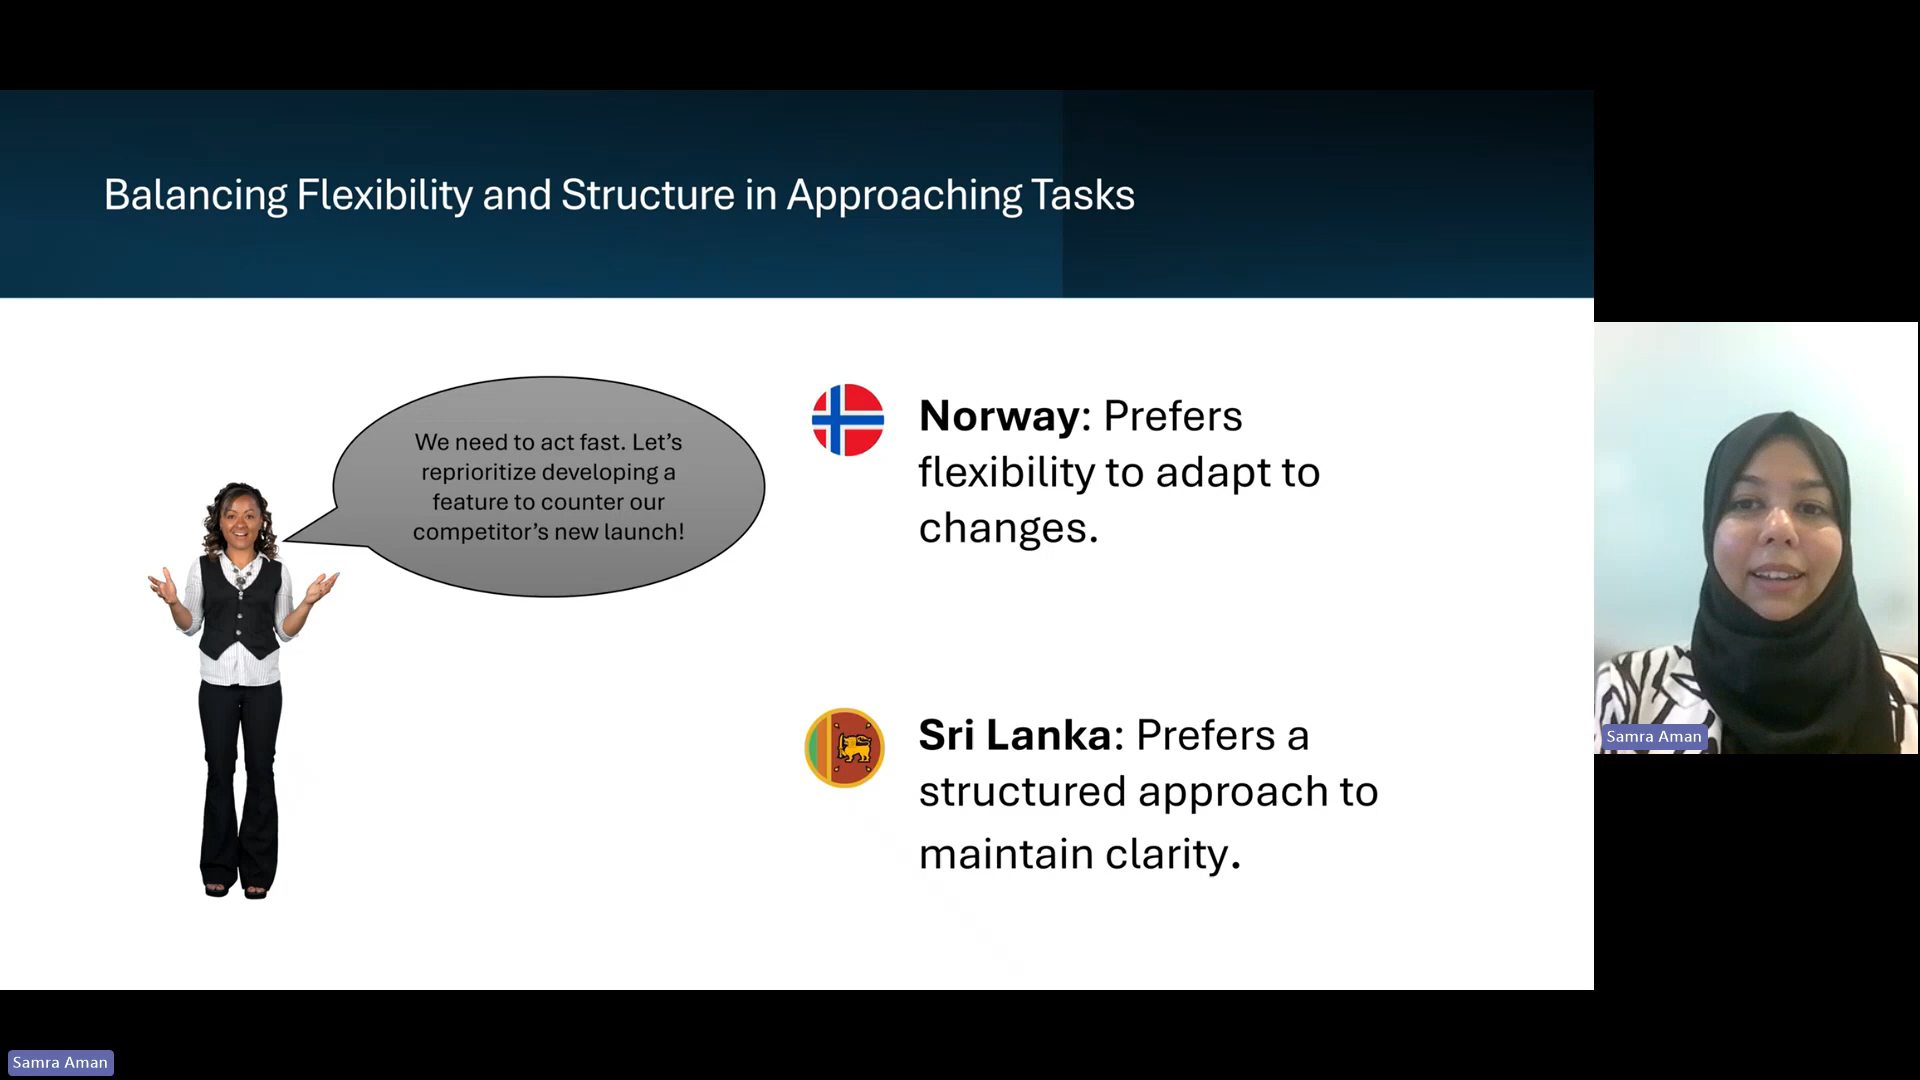 Balancing Flexibility and Structure in Approaching Tasks
We need to act fast. Let’s
reprioritize developing a
feature to counter our
competitor’s new launch!
Norway: Prefers
flexibility to adapt to
changes.
Sri Lanka: Prefers a
structured approach to
maintain clarity.
Samra Aman
Samra Aman